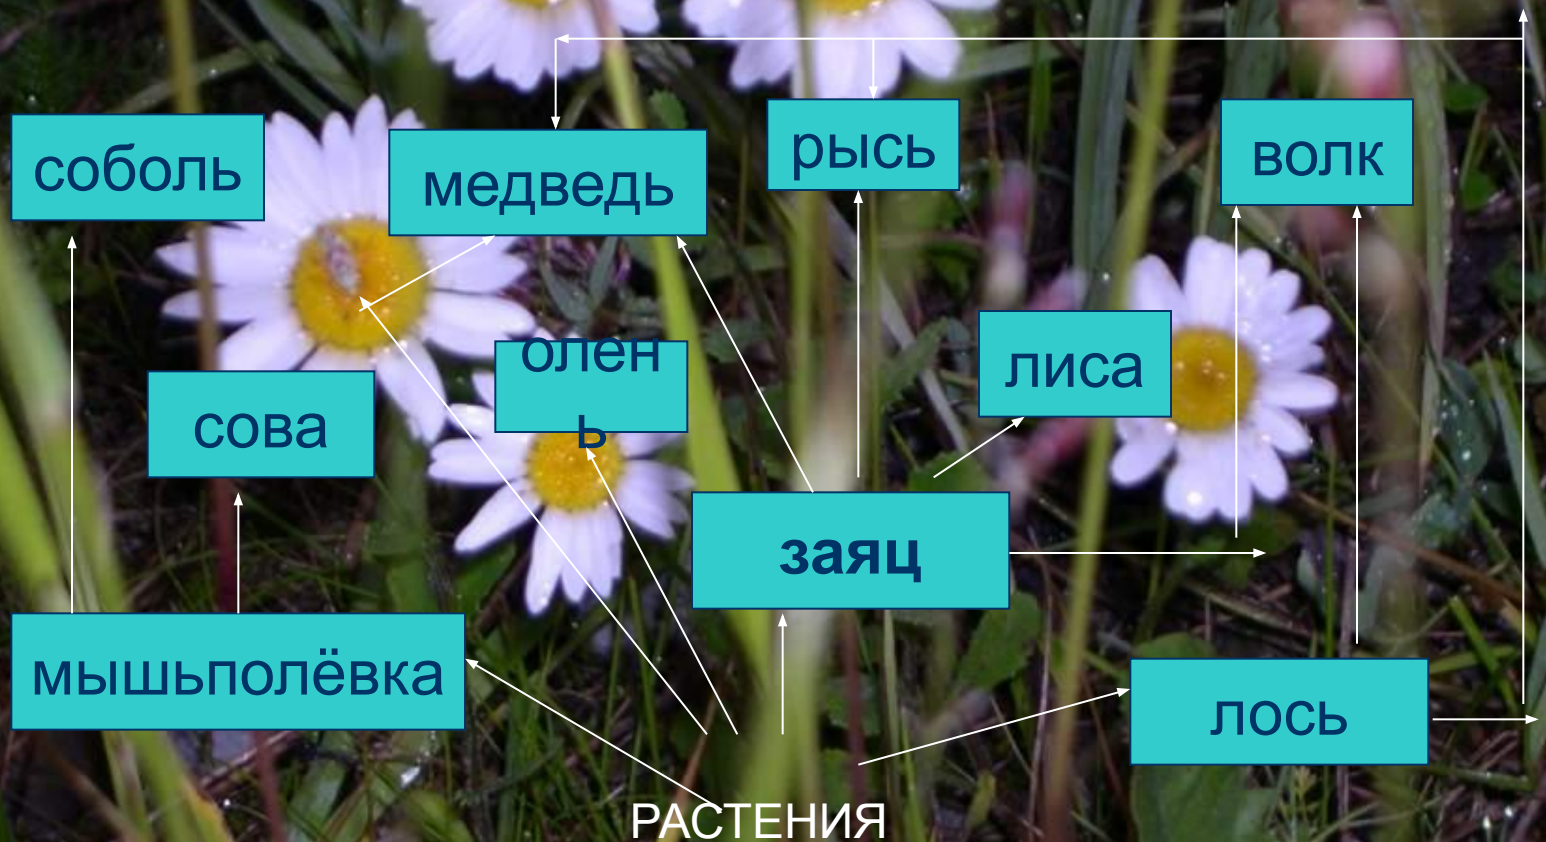 соболь
медведь
рысь
волк
сова
олен
ь
лиса
заяц
мышьполёвка
лось
РАСТЕНИЯ